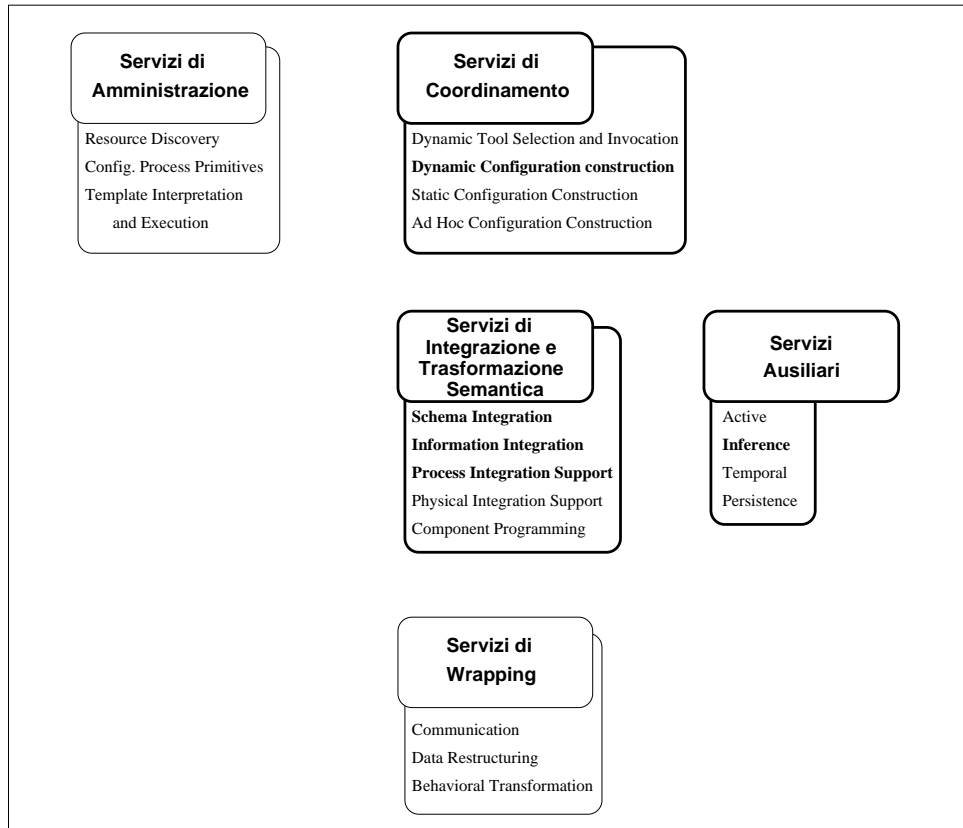 Servizi di
Amministrazione
Resource Discovery
Config. Process Primitives
Template Interpretation
and Execution
Servizi di
Coordinamento
Dynamic Tool Selection and Invocation
Dynamic Configuration construction
Static Configuration Construction
Ad Hoc Configuration Construction
Servizi di
Integrazione e
Trasformazione
Semantica
Schema Integration
Information Integration
Process Integration Support
Physical Integration Support
Component Programming
Servizi
Ausiliari
Active
Inference
Temporal
Persistence
Servizi di
Wrapping
Communication
Data Restructuring
Behavioral Transformation